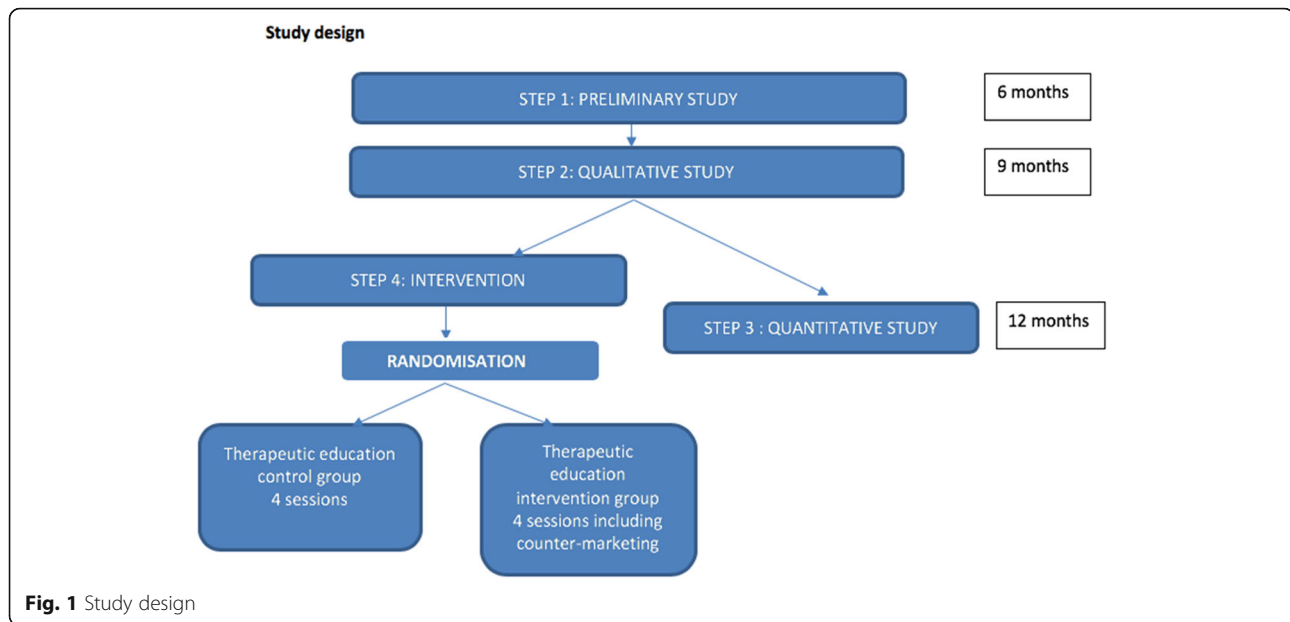 Study design
STEP 1: PRELIMINARY STUDY
6 months
STEP 2: QUALITATIVE STUDY
9 months
STEP 4: INTERVENTION
STEP 3 : QUANTITATIVE STUDY
12 months
RANDOMISATION
Therapeutic education
control group
4 sessions
Therapeutic
education
intervention group
4 sessions including
counter-marketing
Fig. 1 Study design